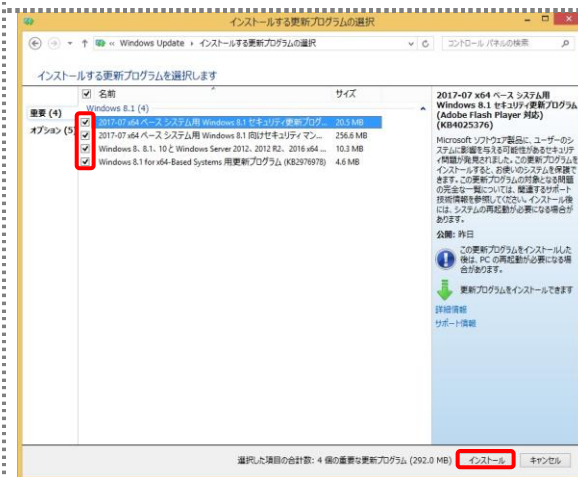 インストールする更新プログラムの選択
« Windows Update › インストールする更新プログラムの選択
コントロール パネルの検索
インストールする更新プログラムを選択します
名前 サイズ
重要 (4)
オプション (5)
Windows 8.1 (4)
2017-07 x64 ベース システム用 Windows 8.1 セキュリティ更新プログ... 20.5 MB
2017-07 x64 ベース システム用 Windows 8.1 向けセキュリティ マン... 256.6 MB
Windows 8、8.1、10 と Windows Server 2012、2012 R2、2016 x64 ... 10.3 MB
Windows 8.1 for x64-Based Systems 用更新プログラム (KB2976978) 4.6 MB
2017-07 x64 ベース システム用
Windows 8.1 セキュリティ更新プログラム
(Adobe Flash Player 対応)
(KB4025376)
Microsoft ソフトウェア製品に、ユーザーのシ
ステムに影響を与える可能性があるセキュリテ
ィ問題が発見されました。この更新プログラムを
インストールすると、お使いのシステムを保護で
きます。この更新プログラムの対象となる問題
の完全な一覧については、関連するサポート
技術情報を参照してください。インストール後
には、システムの再起動が必要になる場合が
あります。
公開: 昨日
この更新プログラムをインストールした
後は、PC の再起動が必要になる場
合があります。
更新プログラムをインストールできます
詳細情報
サポート情報
選択した項目の合計数: 4 個の重要な更新プログラム (292.0 MB)
インストール
キャンセル